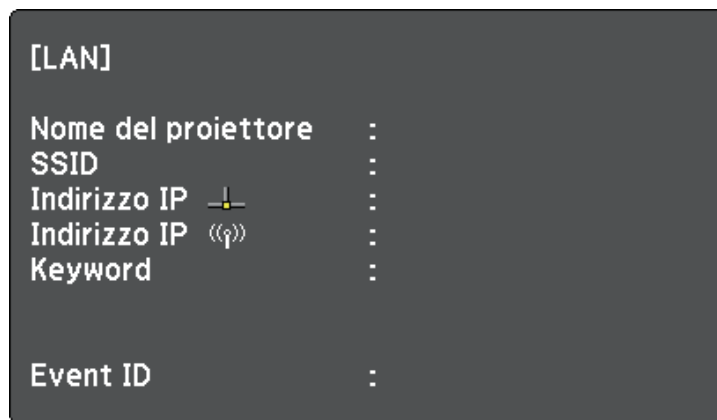 [LAN]
Nome del proiettore :
SSID :
Indirizzo IP :
Indirizzo IP :
Keyword :
Event ID :